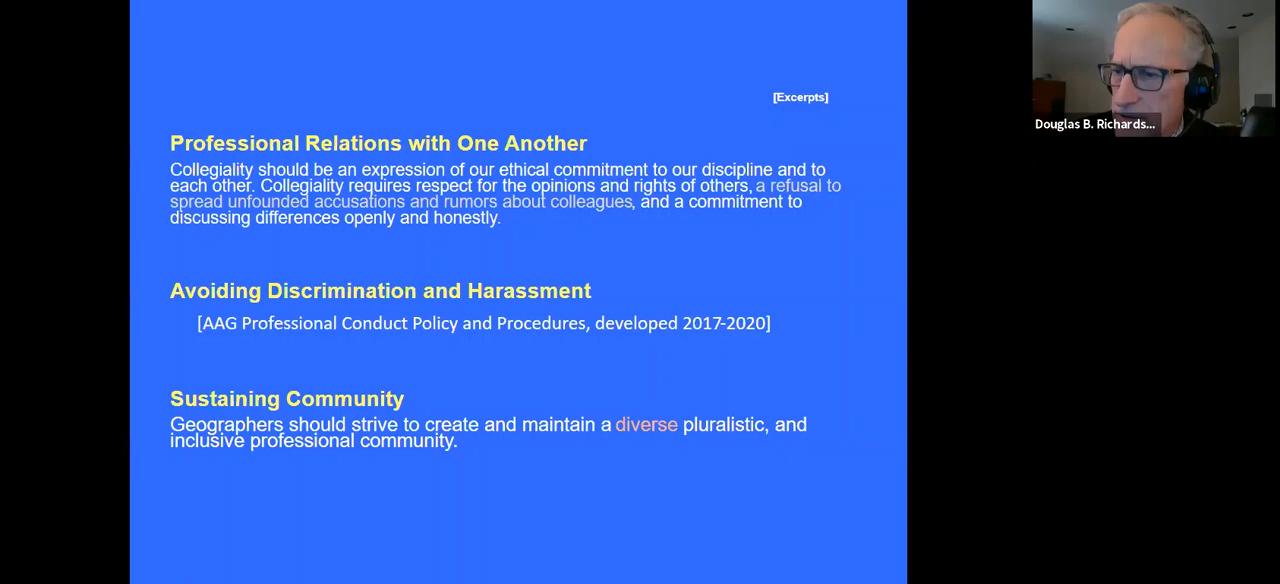 [Excerpts]
Professional Relations with One Another
Collegiality should be an expression of our ethical commitment to our discipline and to
each other. Collegiality requires respect for the opinions and rights of others, a refusal to
spread unfounded accusations and rumors about colleagues, and a commitment to
discussing differences openly and honestly.
Avoiding Discrimination and Harassment
[AAG Professional Conduct Policy and Procedures, developed 2017-2020]
Sustaining Community
Geographers should strive to create and maintain a diverse pluralistic, and
inclusive professional community.
Douglas B. Richards...